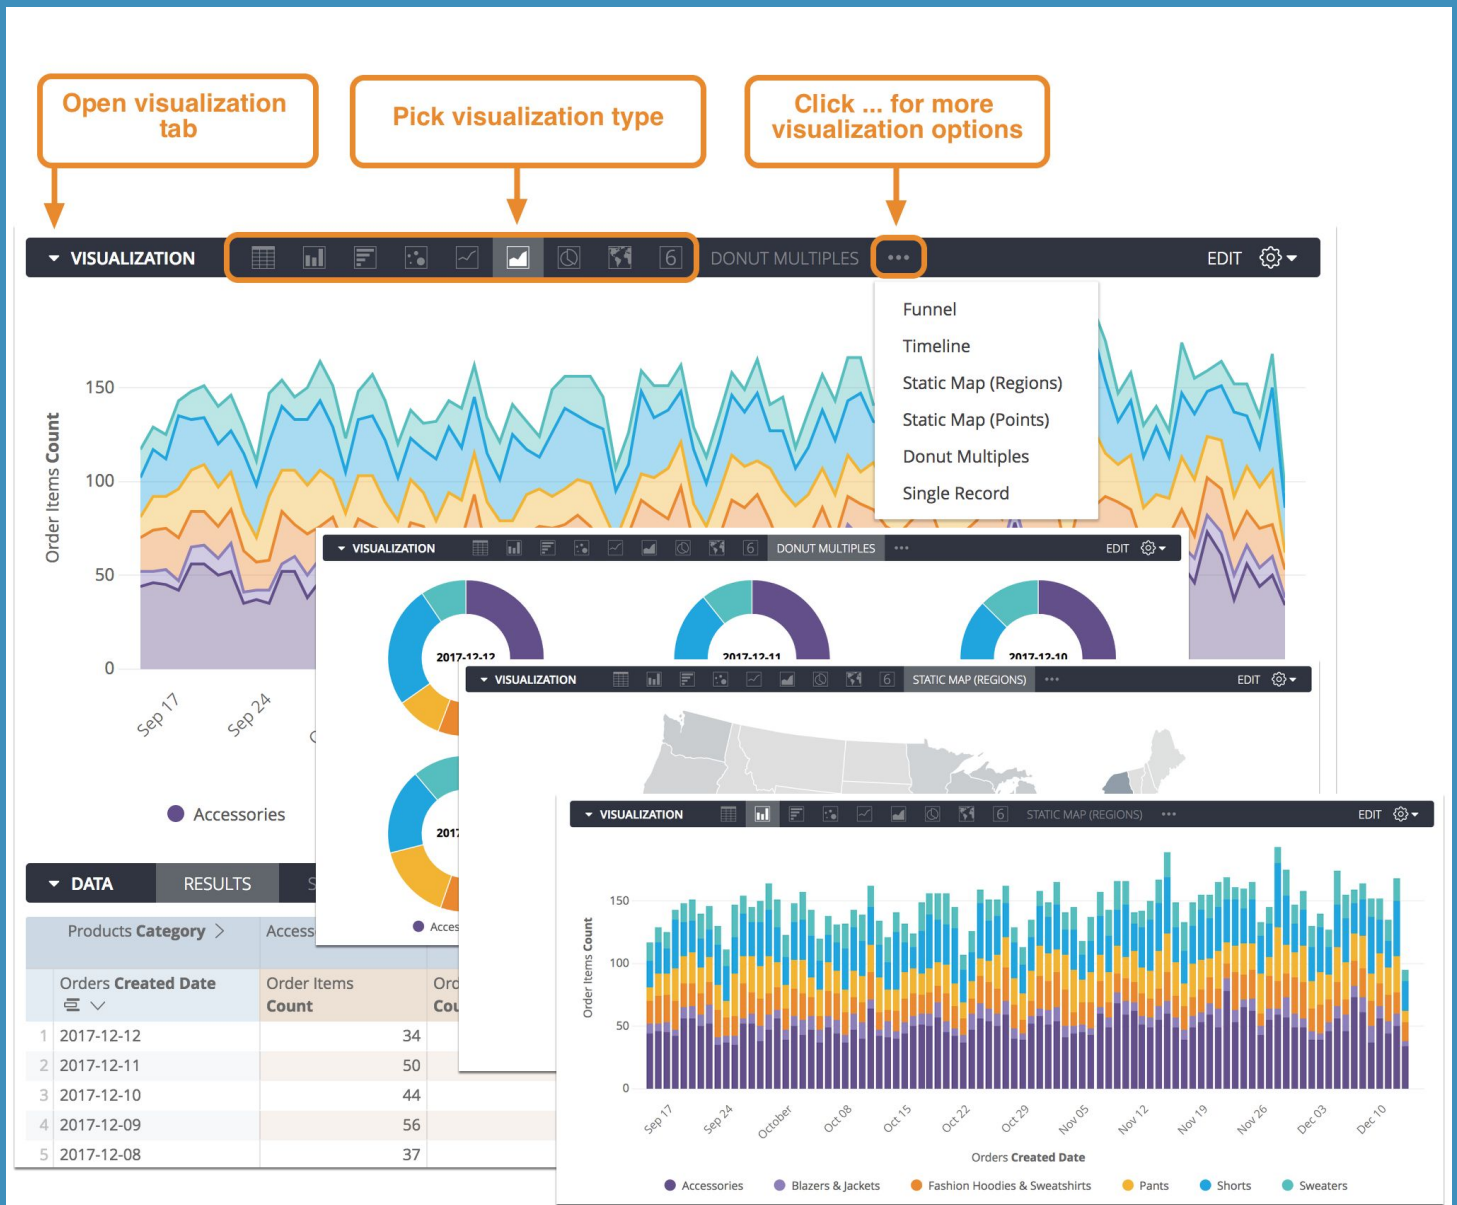 Open visualization
tab
Pick visualization type
Click ... for more
visualization options
VISUALIZATION
6
DONUT MULTIPLES
...
EDIT
Funnel
Timeline
Static Map (Regions)
Static Map (Points)
Donut Multiples
Single Record
Order Items Count
150
100
50
0
Sep 17
Sep 24
Accessories
VISUALIZATION
6
DONUT MULTIPLES
...
EDIT
2017-12-12
2017-12-11
2017-12-10
VISUALIZATION
6
STATIC MAP (REGIONS)
...
EDIT
VISUALIZATION
6
STATIC MAP (REGIONS)
...
EDIT
Order Items Count
150
100
50
0
Sep 17
Sep 24
October
Oct 08
Oct 15
Oct 22
Oct 29
Nov 05
Nov 12
Nov 19
Nov 26
Dec 03
Dec 10
Orders Created Date
Accessories
Blazers & Jackets
Fashion Hoodies & Sweatshirts
Pants
Shorts
Sweaters
DATA
RESULTS
Products Category
Orders Created Date
Order Items
Count
1 2017-12-12 34
2 2017-12-11 50
3 2017-12-10 44
4 2017-12-09 56
5 2017-12-08 37